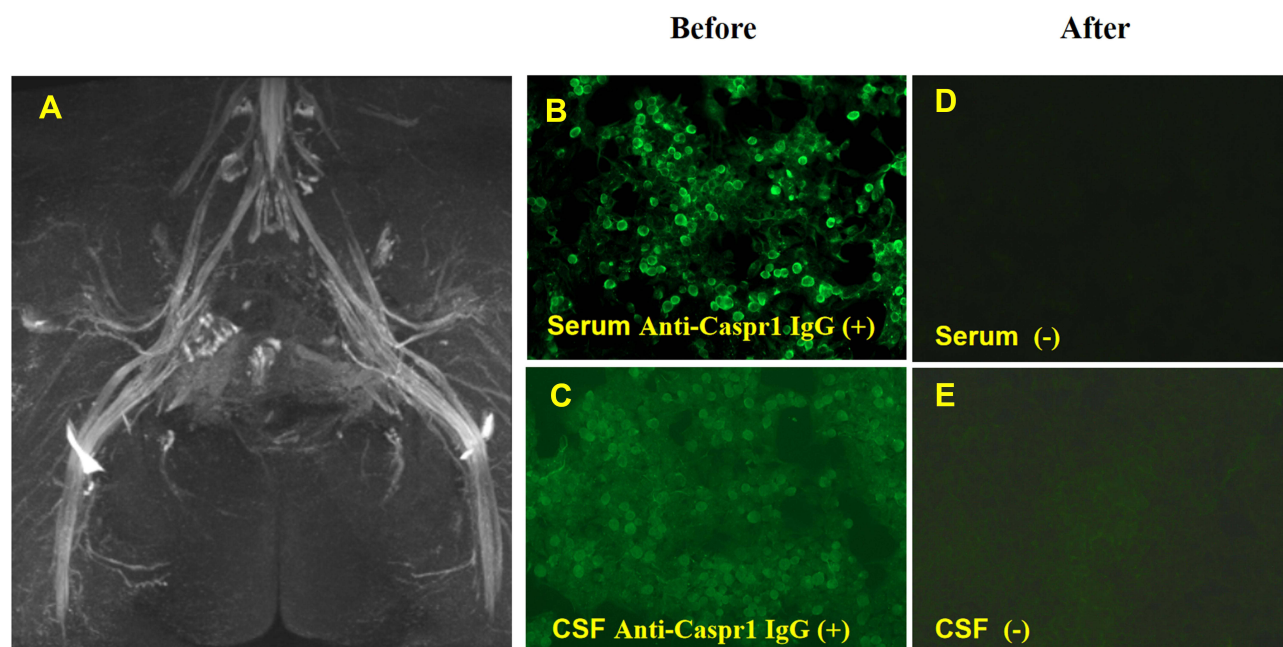 Before After
A
B
D
Serum Anti-Caspr1 IgG (+)
Serum (-)
C
E
CSF Anti-Caspr1 IgG (+)
CSF (-)